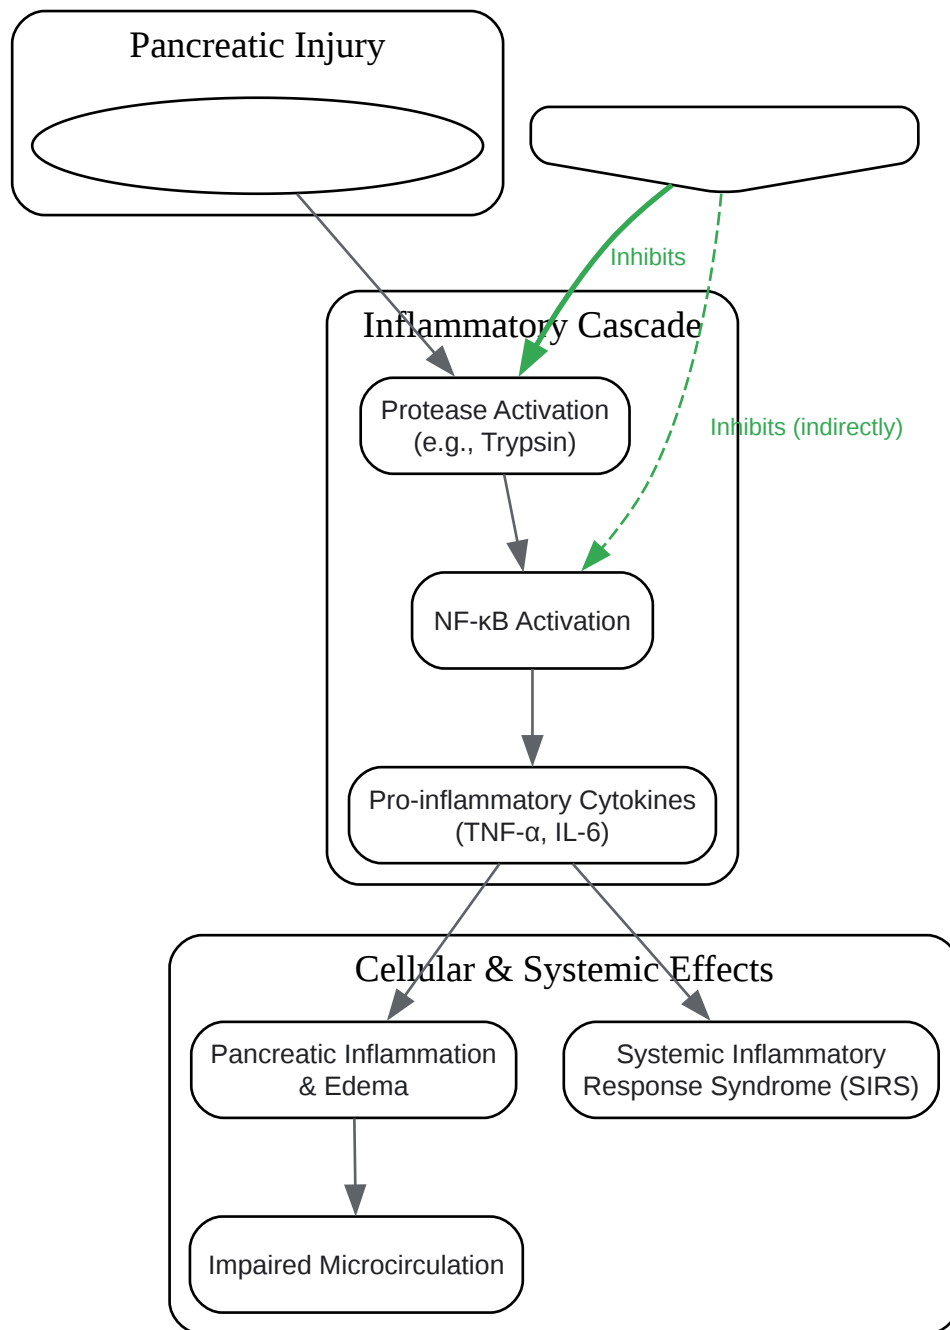 Pancreatic Injury
Inhibits
Inflammatory Cascade
Protease Activation
(e.g., Trypsin)
Inhibits (indirectly)
NF-κB Activation
Pro-inflammatory Cytokines
(TNF-α, IL-6)
Cellular & Systemic Effects
Pancreatic Inflammation
& Edema
Systemic Inflammatory
Response Syndrome (SIRS)
Impaired Microcirculation